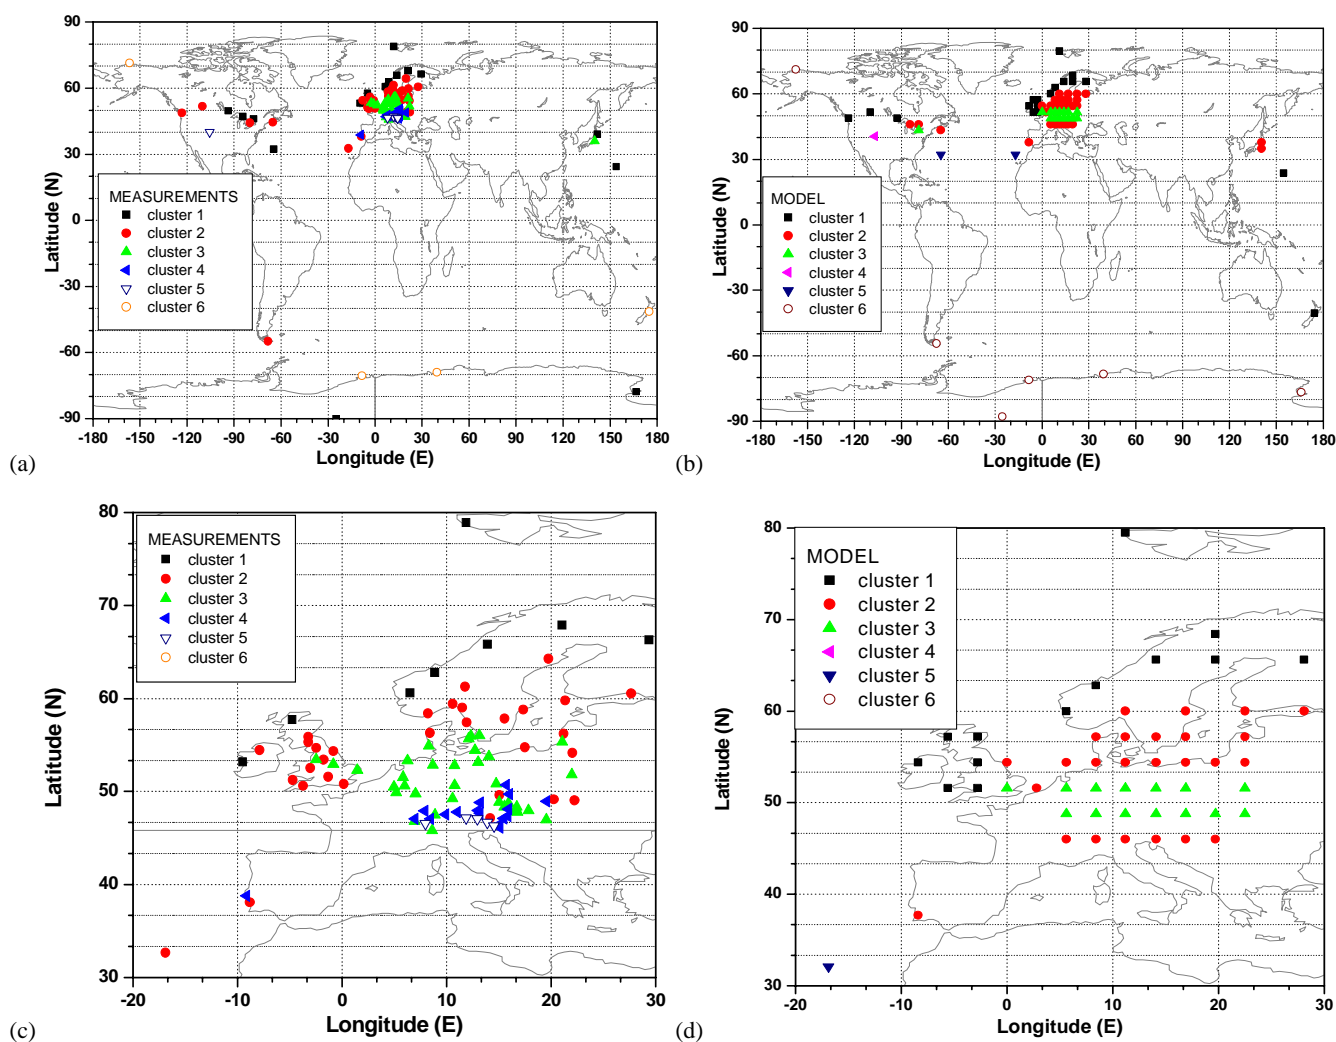 90
60
30
0
-30
-60
-90
Latitude (N)
MEASUREMENTS
cluster 1
cluster 2
cluster 3
cluster 4
cluster 5
cluster 6
-180 -150 -120 -90 -60 -30 0 30 60 90 120 150 180
Longitude (E)
(a)
90
60
30
0
-30
-60
-90
Latitude (N)
MODEL
cluster 1
cluster 2
cluster 3
cluster 4
cluster 5
cluster 6
-180 -150 -120 -90 -60 -30 0 30 60 90 120 150 180
Longitude (E)
(b)
80
70
60
50
40
30
Latitude (N)
MEASUREMENTS
cluster 1
cluster 2
cluster 3
cluster 4
cluster 5
cluster 6
-20 -10 0 10 20 30
Longitude (E)
(c)
80
70
60
50
40
30
Latitude (N)
MODEL
cluster 1
cluster 2
cluster 3
cluster 4
cluster 5
cluster 6
-20 -10 0 10 20 30
Longitude (E)
(d)